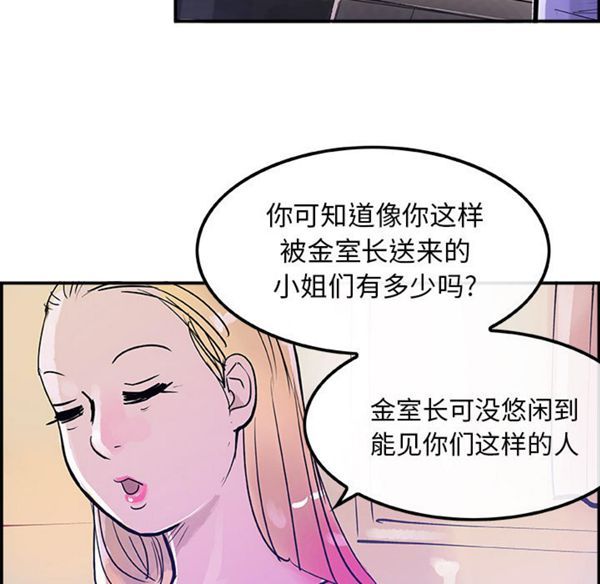 你可知道像你这样
被金室长送来的
小姐们有多少吗?
金室长可没悠闲到
能见你们这样的人